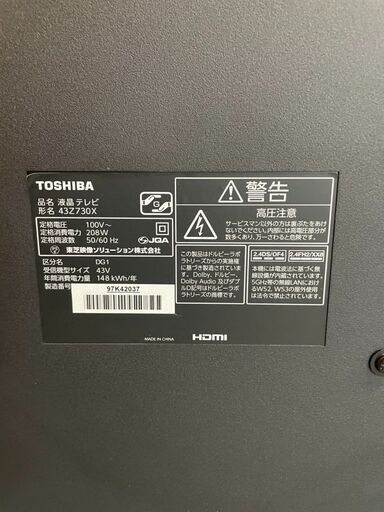 TOSHIBA
品名 液晶テレビ
形名 43Z730X
定格電圧: 100V~
定格消費電力: 208W
定格周波数: 50/60 Hz
JQA
東芝映像ソリューション株式会社
区分名 DG1
受信機型サイズ 43V
年間消費電力量: 148 kWh/年
製造番号:
97K42037
警告
高圧注意
サービスマン以外の方は裏ぶたをあけ
ないでください。内部には高電圧部分が
数多くあり、万一さわると危険です。
この製品は、ドルビーラボ
ラトリーズからの実施権
に基づき製造されていま
す。Dolby、ドルビー、
Dolby Audio 及びダブ
ルD記号はドルビーラボ
ラトリーズの商標です。
2.4DS/OF4
2.4FH2/XX8
本機には電波法に基づく無
線設備が内蔵されています。
5GHz帯の無線LANにおけ
るW52、W53の屋外使用
は法令で禁止されています。
MADE IN CHINA
HDMI